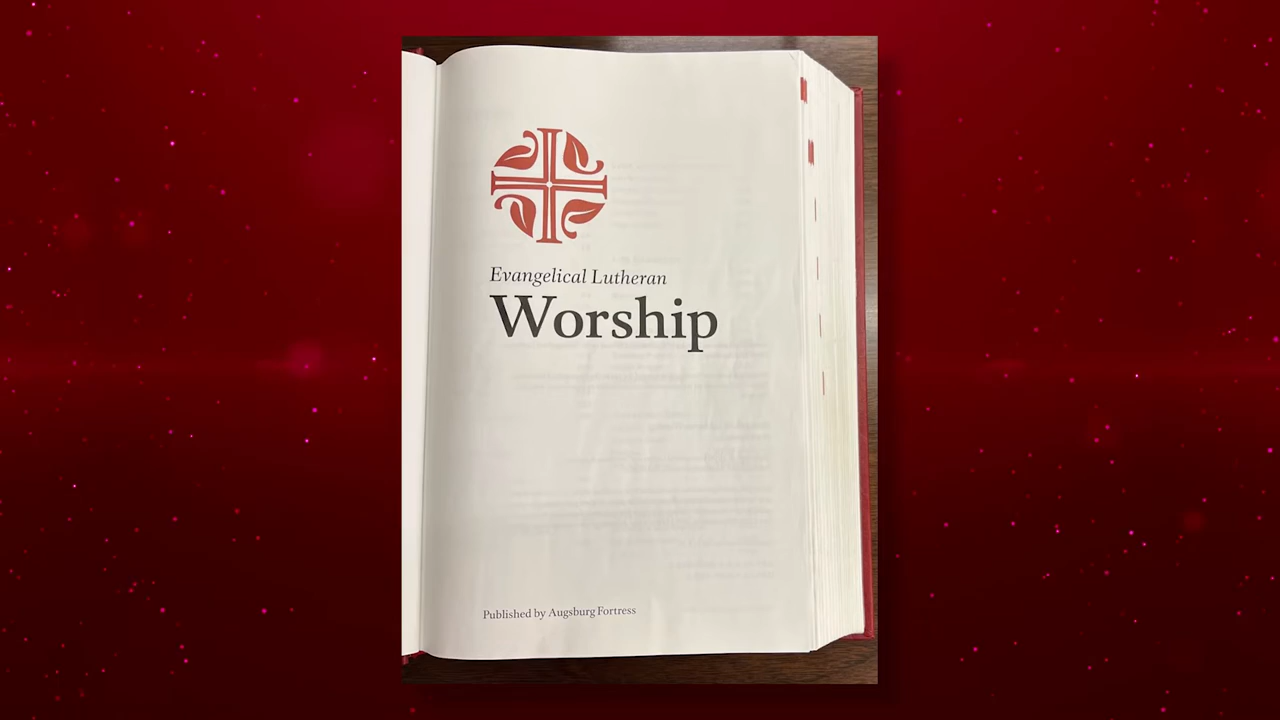 Evangelical Lutheran
Worship
Published by Augsburg Fortress